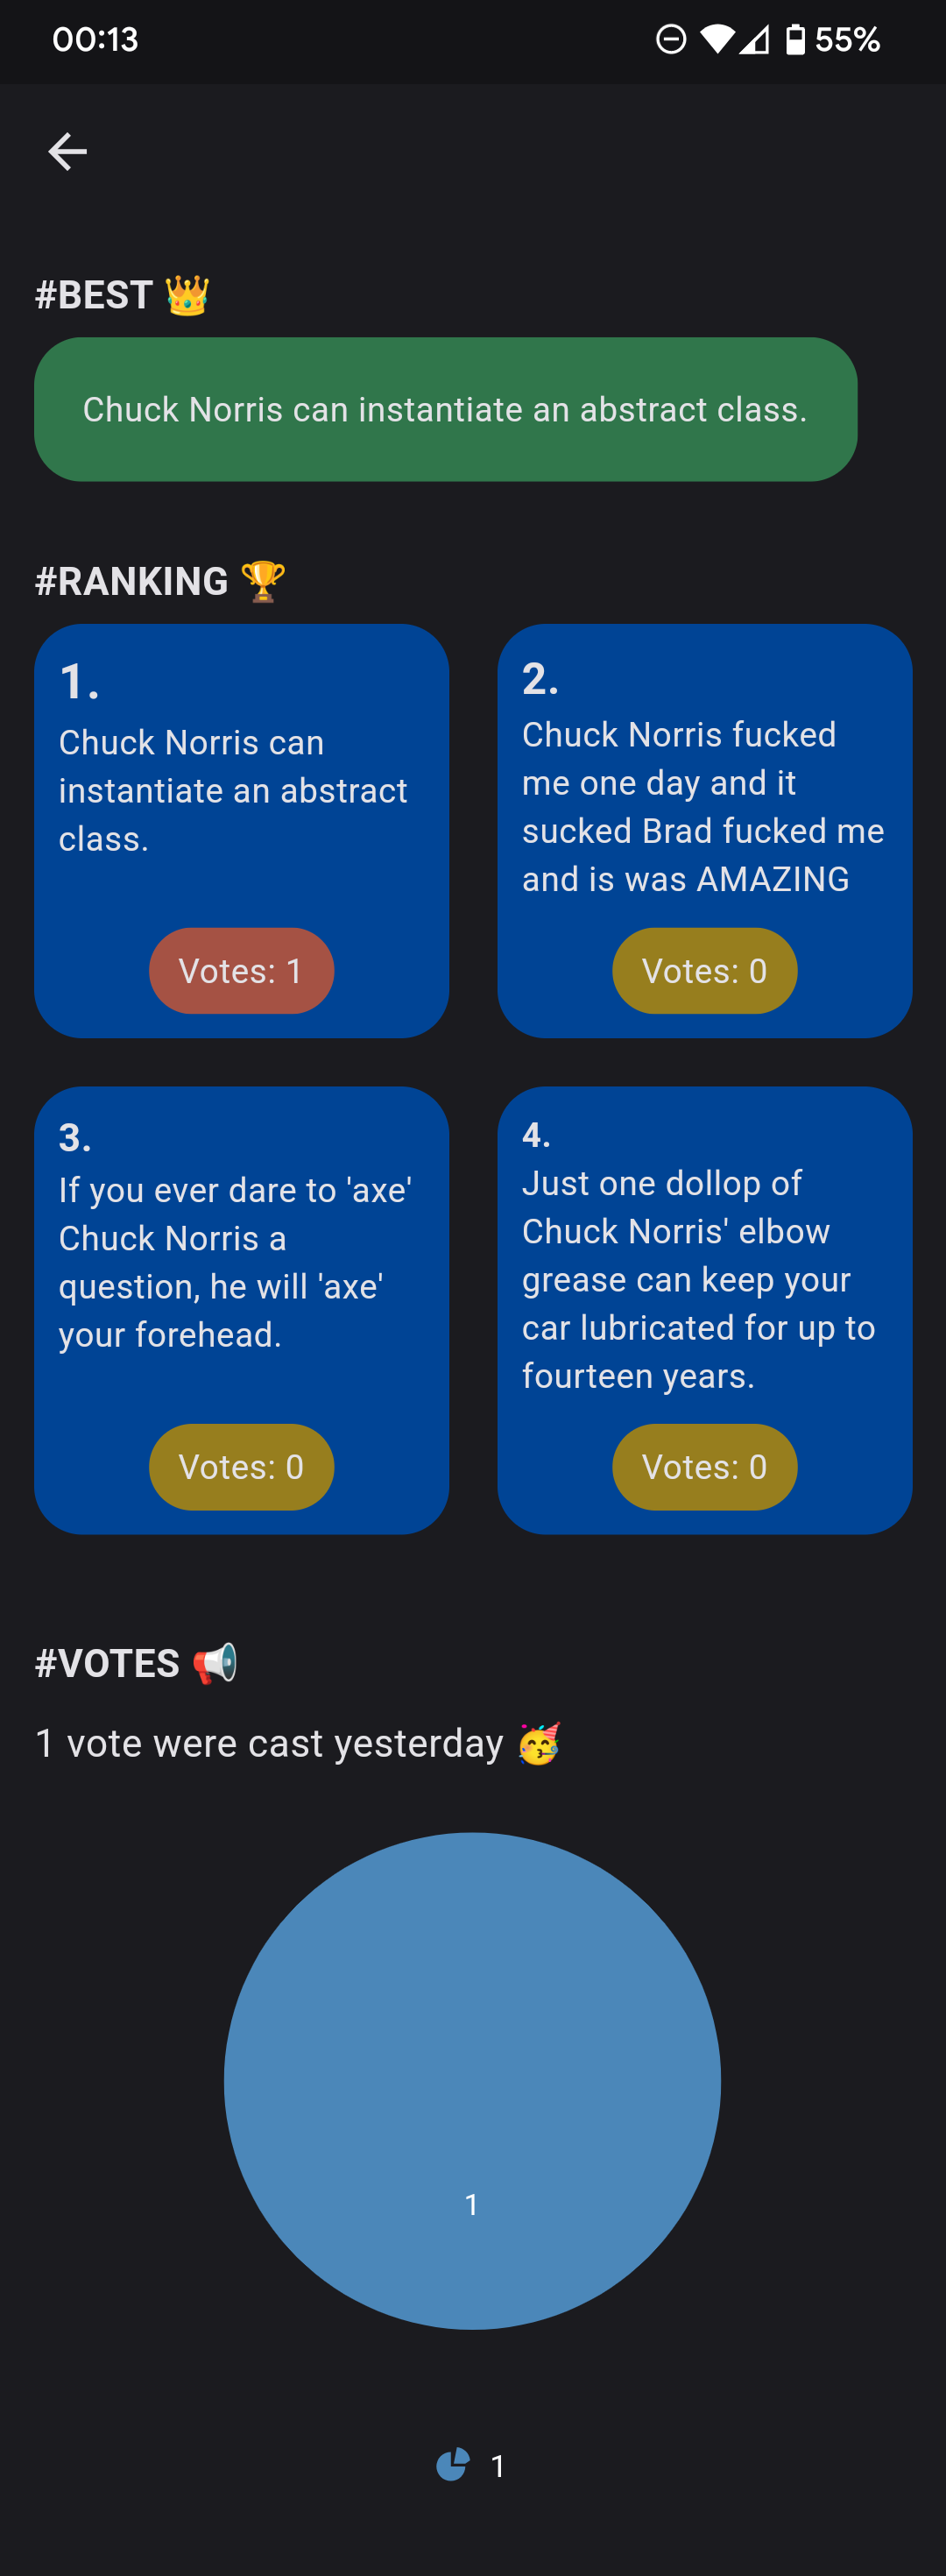 00:13 55%
#BEST 👑
Chuck Norris can instantiate an abstract class.
#RANKING 🏆
1.
Chuck Norris can
instantiate an abstract
class.
Votes: 1
2.
Chuck Norris fucked
me one day and it
sucked Brad fucked me
and is was AMAZING
Votes: 0
3.
If you ever dare to 'axe'
Chuck Norris a
question, he will 'axe'
your forehead.
Votes: 0
4.
Just one dollop of
Chuck Norris' elbow
grease can keep your
car lubricated for up to
fourteen years.
Votes: 0
#VOTES 📢
1 vote were cast yesterday 🥳
1
1